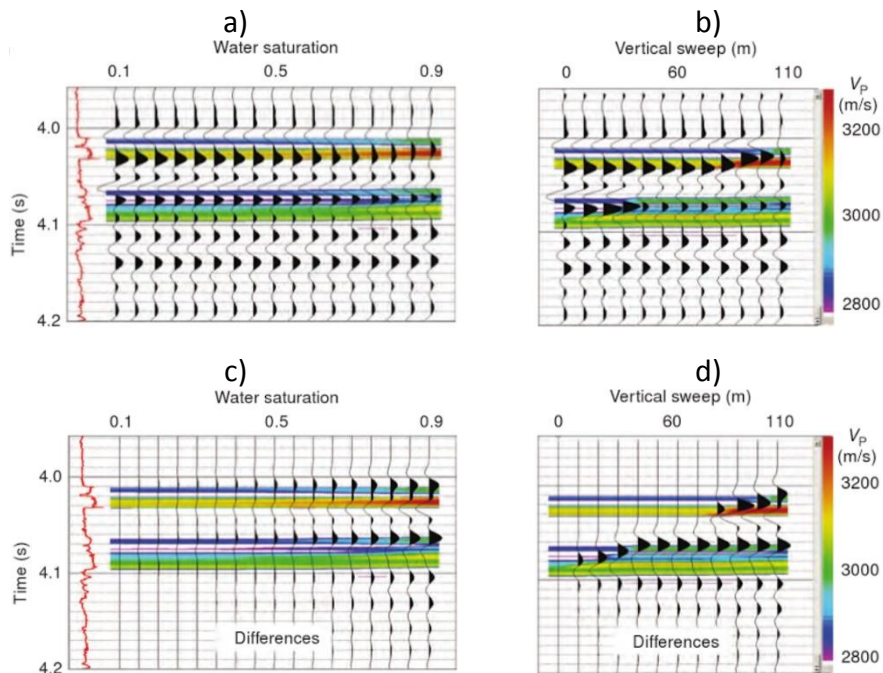 a)
Water saturation
0.1 0.5 0.9
4.0
4.1
4.2
Time (s)
b)
Vertical sweep (m)
0 60 110
V_P
(m/s)
3200
3000
2800
c)
Water saturation
0.1 0.5 0.9
4.0
4.1
4.2
Time (s)
Differences
d)
Vertical sweep (m)
0 60 110
V_P
(m/s)
3200
3000
2800
Differences